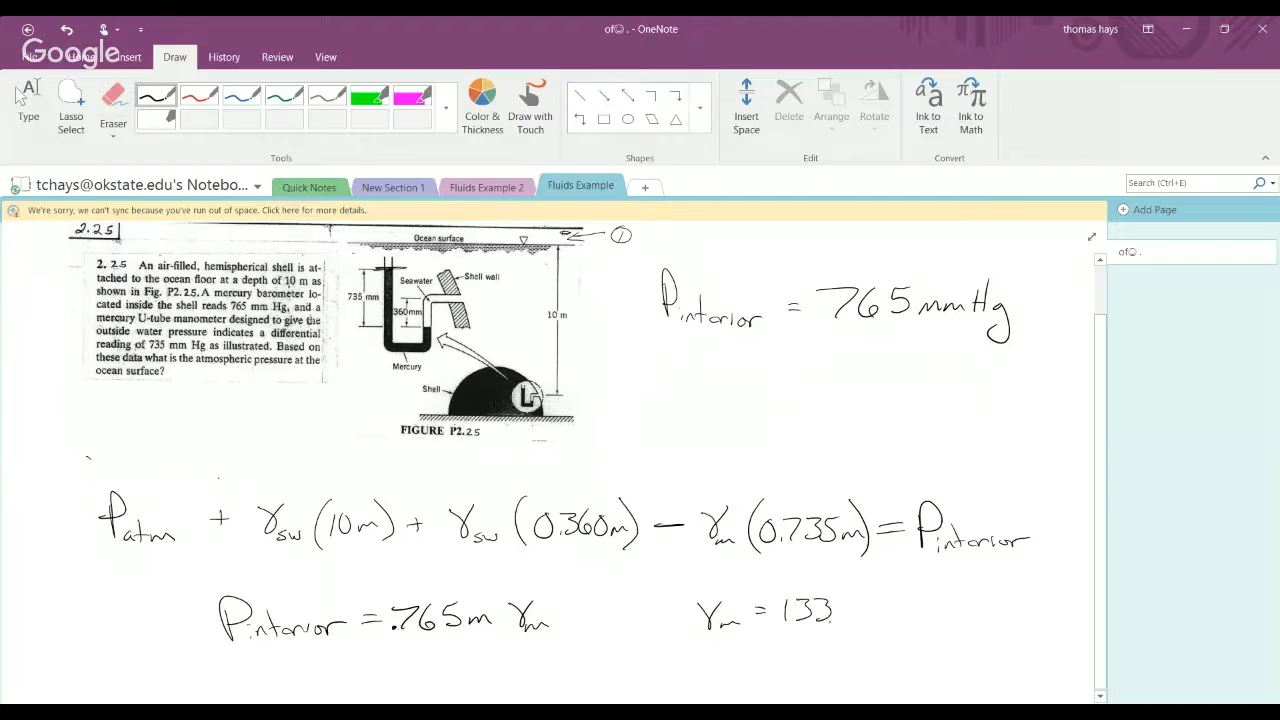 of☺ . - OneNote
thomas hays
Google
Insert Draw History Review View
Type
Lasso Select
Eraser
Color & Thickness
Draw with Touch
Insert Space
Delete
Arrange
Rotate
Ink to Text
Ink to Math
Tools
Shapes
Edit
Convert
tchays@okstate.edu's Notebo...
Quick Notes
New Section 1
Fluids Example 2
Fluids Example
Search (Ctrl+E)
We're sorry, we can't sync because you've run out of space. Click here for more details.
Add Page
of☺ .
2.25
Ocean surface
①
2.25 An air-filled, hemispherical shell is at-
tached to the ocean floor at a depth of 10 m as
shown in Fig. P2.25. A mercury barometer lo-
cated inside the shell reads 765 mm Hg, and a
mercury U-tube manometer designed to give the
outside water pressure indicates a differential
reading of 735 mm Hg as illustrated. Based on
these data what is the atmospheric pressure at the
ocean surface?
Seawater
Shell wall
735 mm
360mm
10 m
Mercury
Shell
FIGURE P2.25
Pinterior = 765 mmHg
Patm + γsw (10m) + γsw (0.360m) − γm (0.735m) = Pinterior
Pinterior = .765m γm
γm = 133.